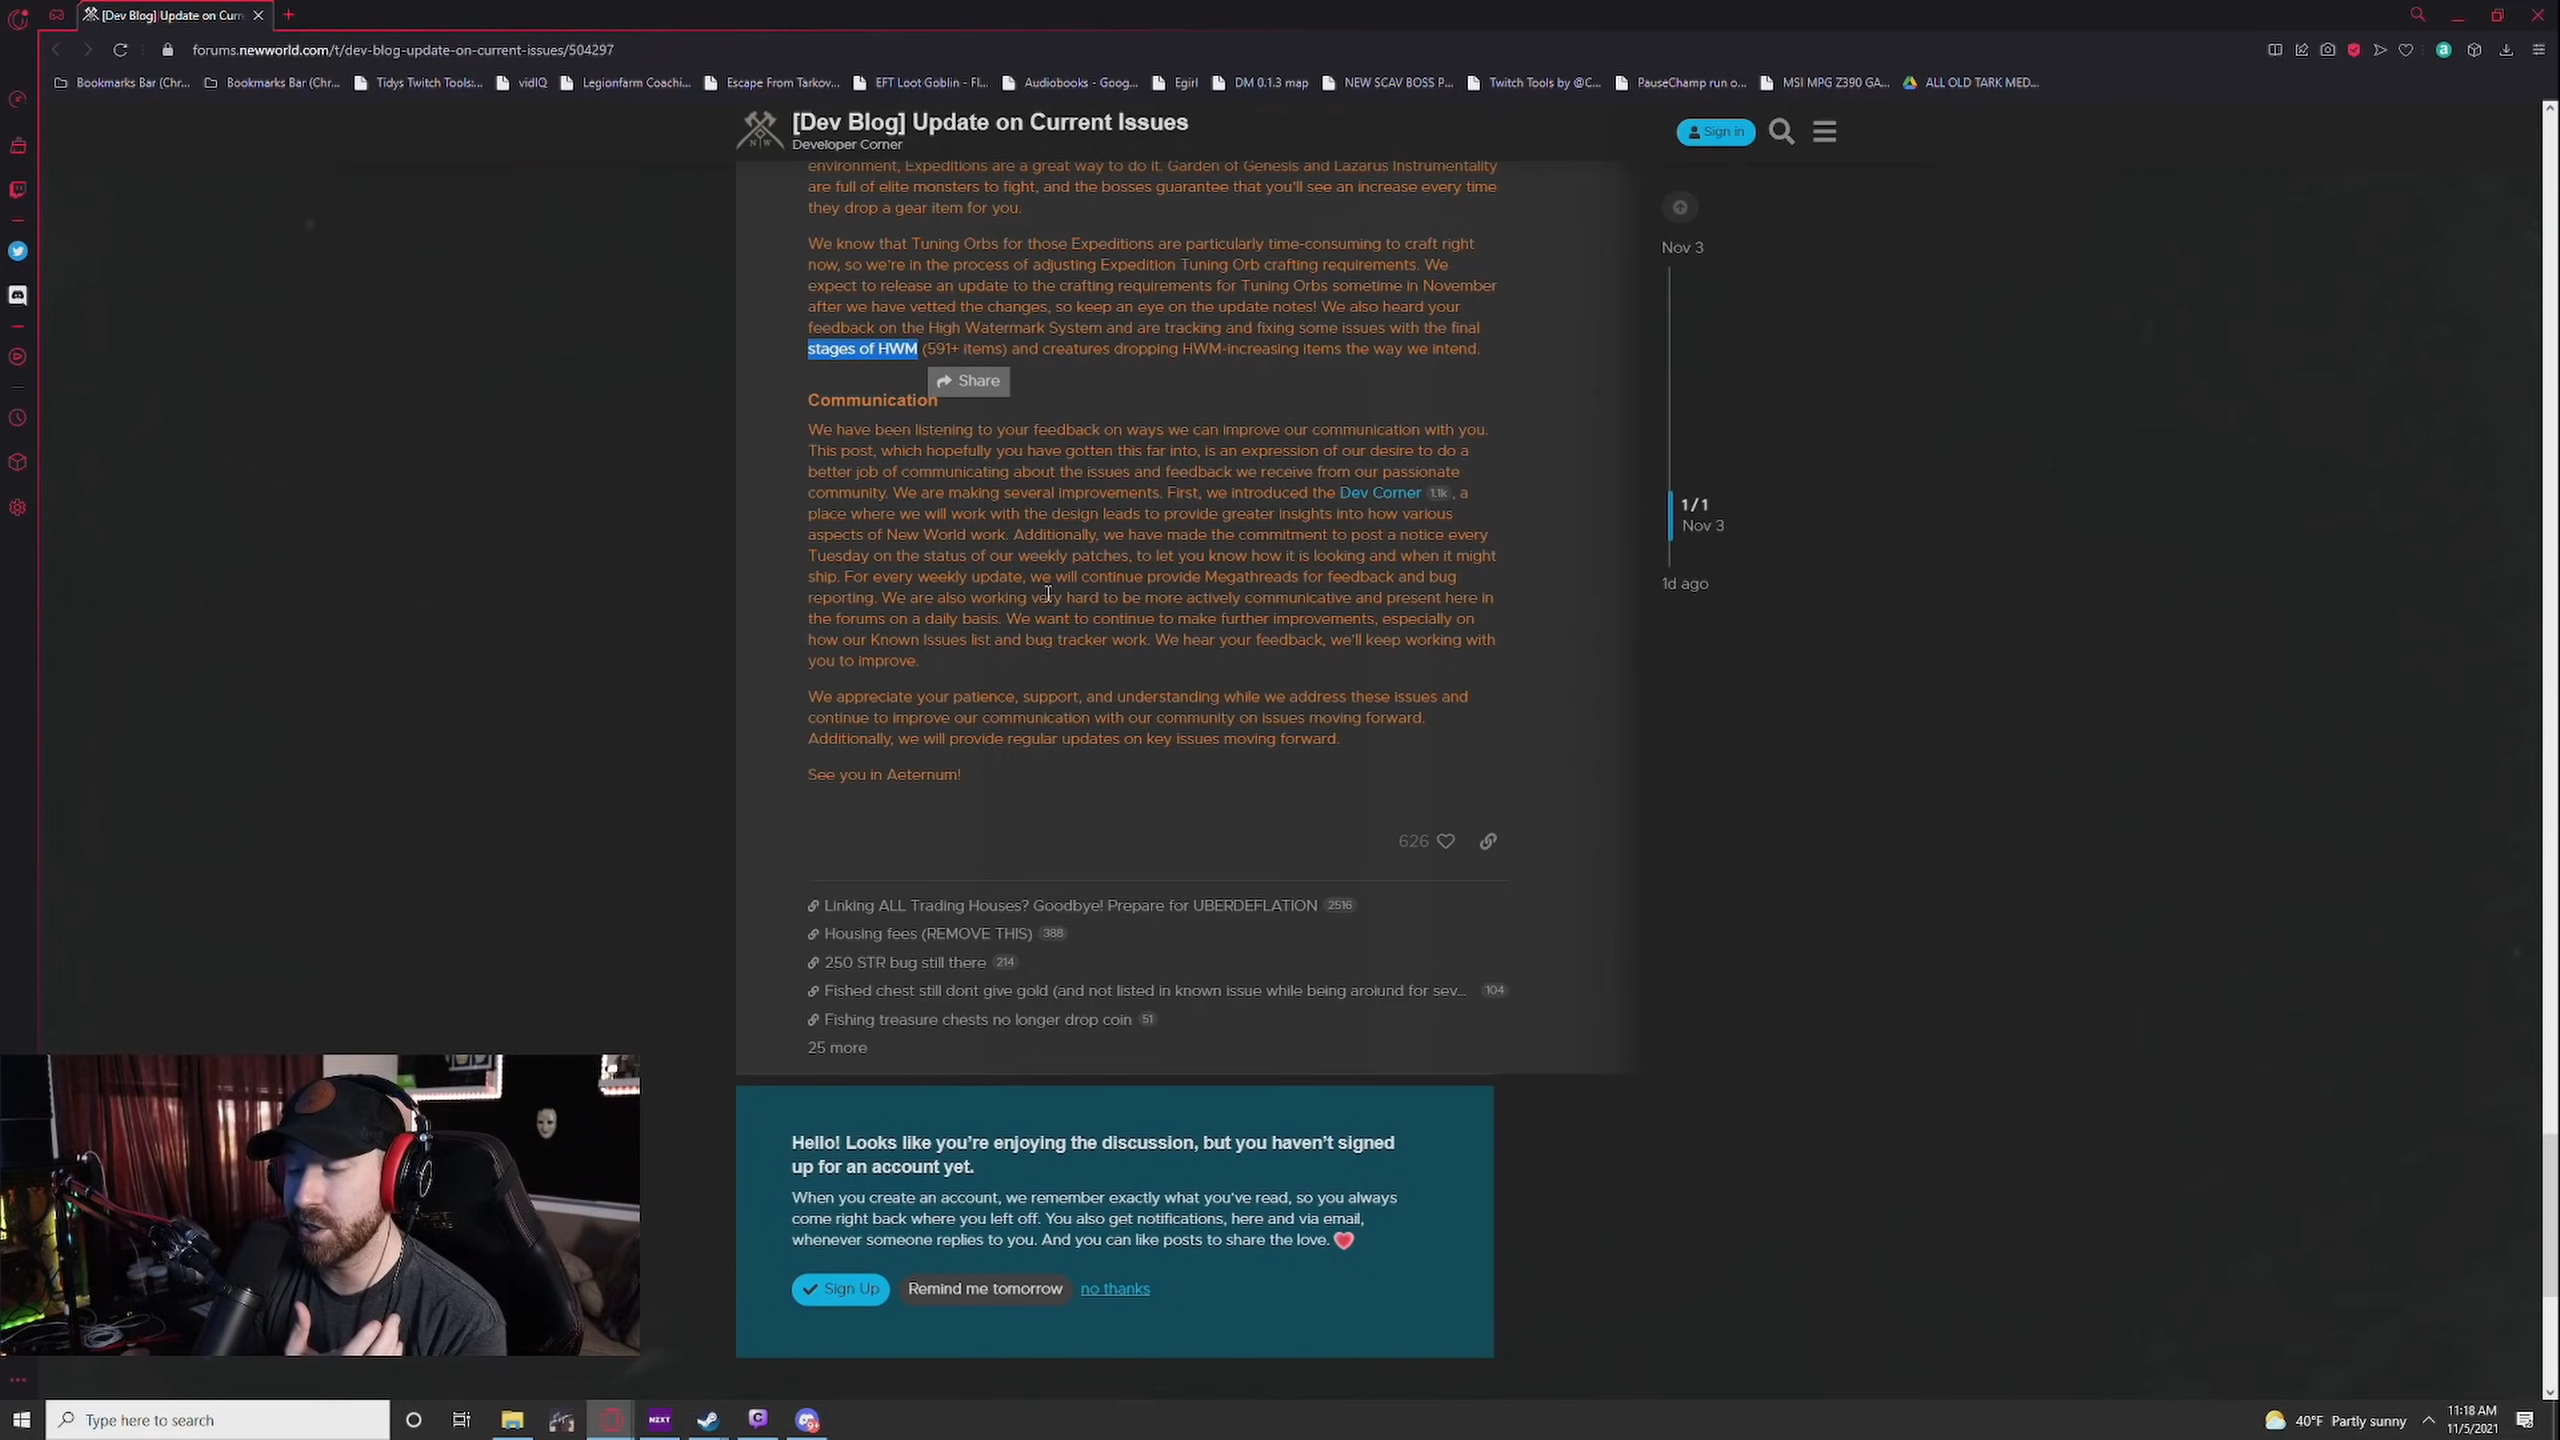 [Dev Blog] Update on Curr
forums.newworld.com/t/dev-blog-update-on-current-issues/504297
Bookmarks Bar (Chr...
Bookmarks Bar (Chr...
Tidys Twitch Tools:...
vidIQ
Legionfarm Coachi...
Escape From Tarkov...
EFT Loot Goblin - Fl...
Audiobooks - Goog...
Egirl
DM 0.1.3 map
NEW SCAV BOSS P...
Twitch Tools by @C...
PauseChamp run o...
MSI MPG Z390 GA...
ALL OLD TARK MED...
[Dev Blog] Update on Current Issues
Developer Corner
Sign in
environment, Expeditions are a great way to do it. Garden of Genesis and Lazarus Instrumentality
are full of elite monsters to fight, and the bosses guarantee that you'll see an increase every time
they drop a gear item for you.
We know that Tuning Orbs for those Expeditions are particularly time-consuming to craft right
now, so we're in the process of adjusting Expedition Tuning Orb crafting requirements. We
expect to release an update to the crafting requirements for Tuning Orbs sometime in November
after we have vetted the changes, so keep an eye on the update notes! We also heard your
feedback on the High Watermark System and are tracking and fixing some issues with the final
stages of HWM (591+ items) and creatures dropping HWM-increasing items the way we intend.
Share
Communication
We have been listening to your feedback on ways we can improve our communication with you.
This post, which hopefully you have gotten this far into, is an expression of our desire to do a
better job of communicating about the issues and feedback we receive from our passionate
community. We are making several improvements. First, we introduced the Dev Corner 1.1k , a
place where we will work with the design leads to provide greater insights into how various
aspects of New World work. Additionally, we have made the commitment to post a notice every
Tuesday on the status of our weekly patches, to let you know how it is looking and when it might
ship. For every weekly update, we will continue provide Megathreads for feedback and bug
reporting. We are also working very hard to be more actively communicative and present here in
the forums on a daily basis. We want to continue to make further improvements, especially on
how our Known Issues list and bug tracker work. We hear your feedback, we'll keep working with
you to improve.
We appreciate your patience, support, and understanding while we address these issues and
continue to improve our communication with our community on issues moving forward.
Additionally, we will provide regular updates on key issues moving forward.
See you in Aeternum!
626
Linking ALL Trading Houses? Goodbye! Prepare for UBERDEFLATION 2516
Housing fees (REMOVE THIS) 388
250 STR bug still there 214
Fished chest still dont give gold (and not listed in known issue while being aroiund for sev... 104
Fishing treasure chests no longer drop coin 51
25 more
Nov 3
1 / 1
Nov 3
1d ago
Hello! Looks like you're enjoying the discussion, but you haven't signed
up for an account yet.
When you create an account, we remember exactly what you've read, so you always
come right back where you left off. You also get notifications, here and via email,
whenever someone replies to you. And you can like posts to share the love.
Sign Up
Remind me tomorrow
no thanks
Type here to search
NZXT
9+
40°F Partly sunny
11:18 AM
11/5/2021